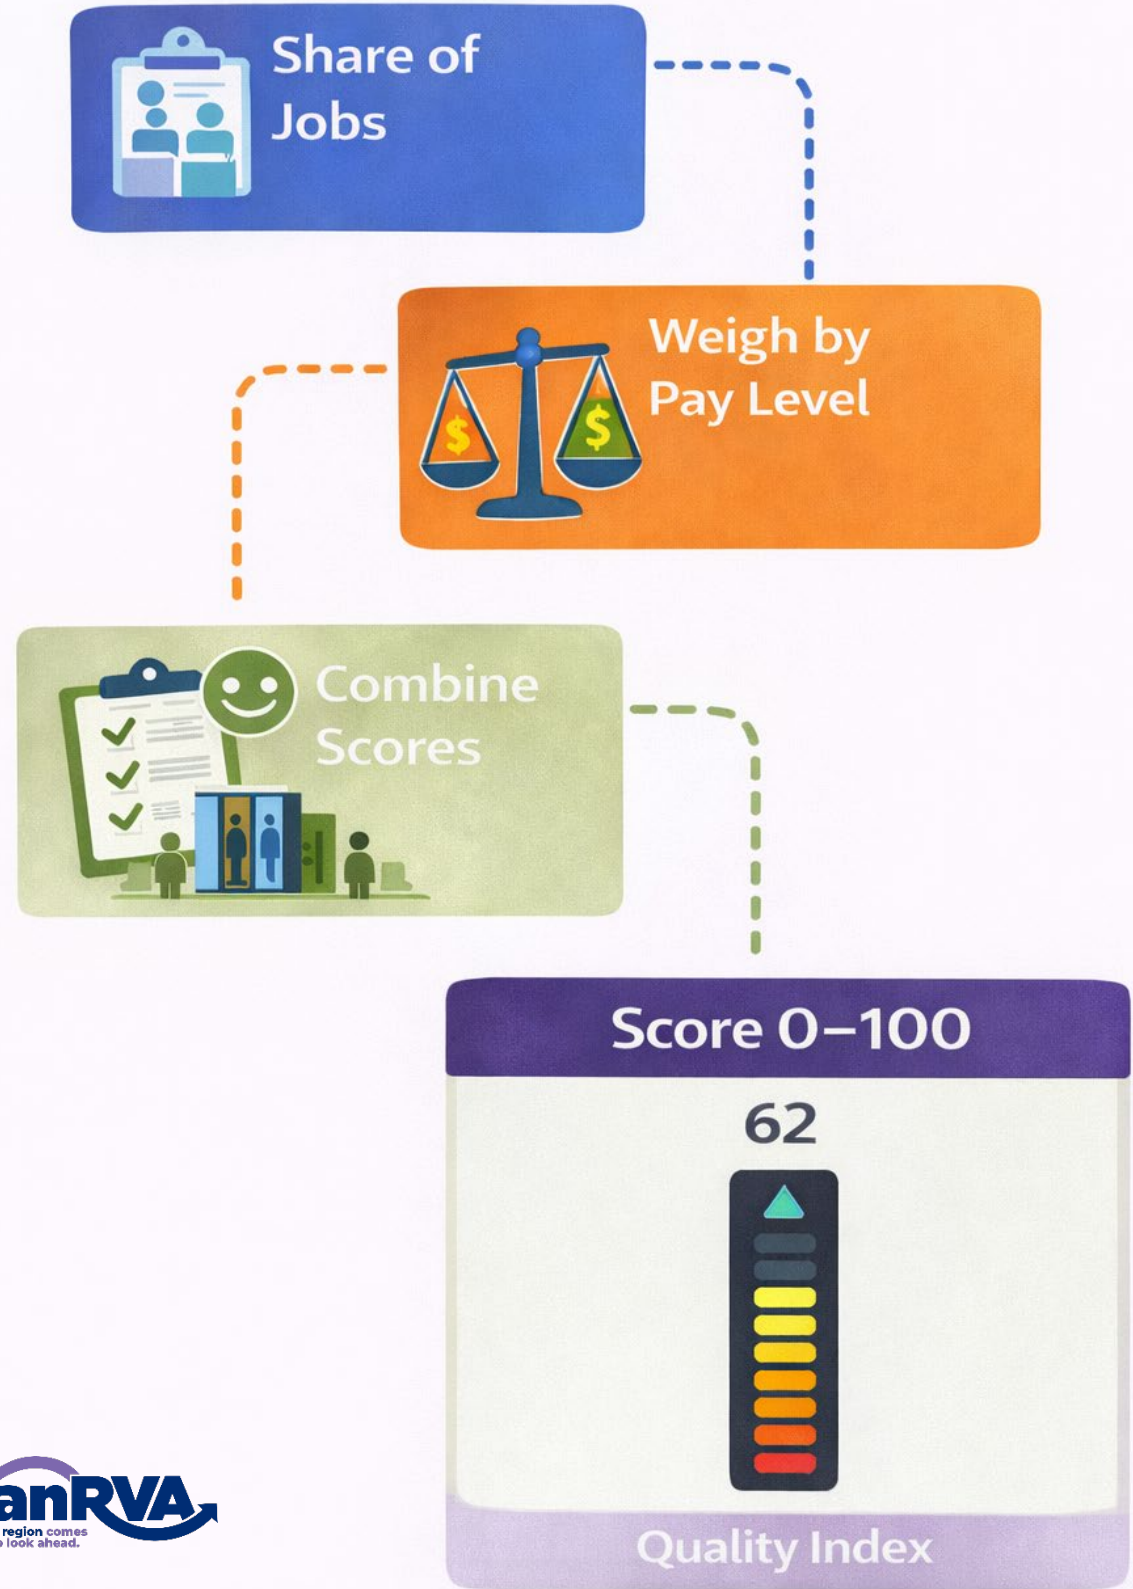 Share of
Jobs
Weigh by
Pay Level
$
$
Combine
Scores
Score 0–100
62
Quality Index
anRVA
region comes
look ahead.